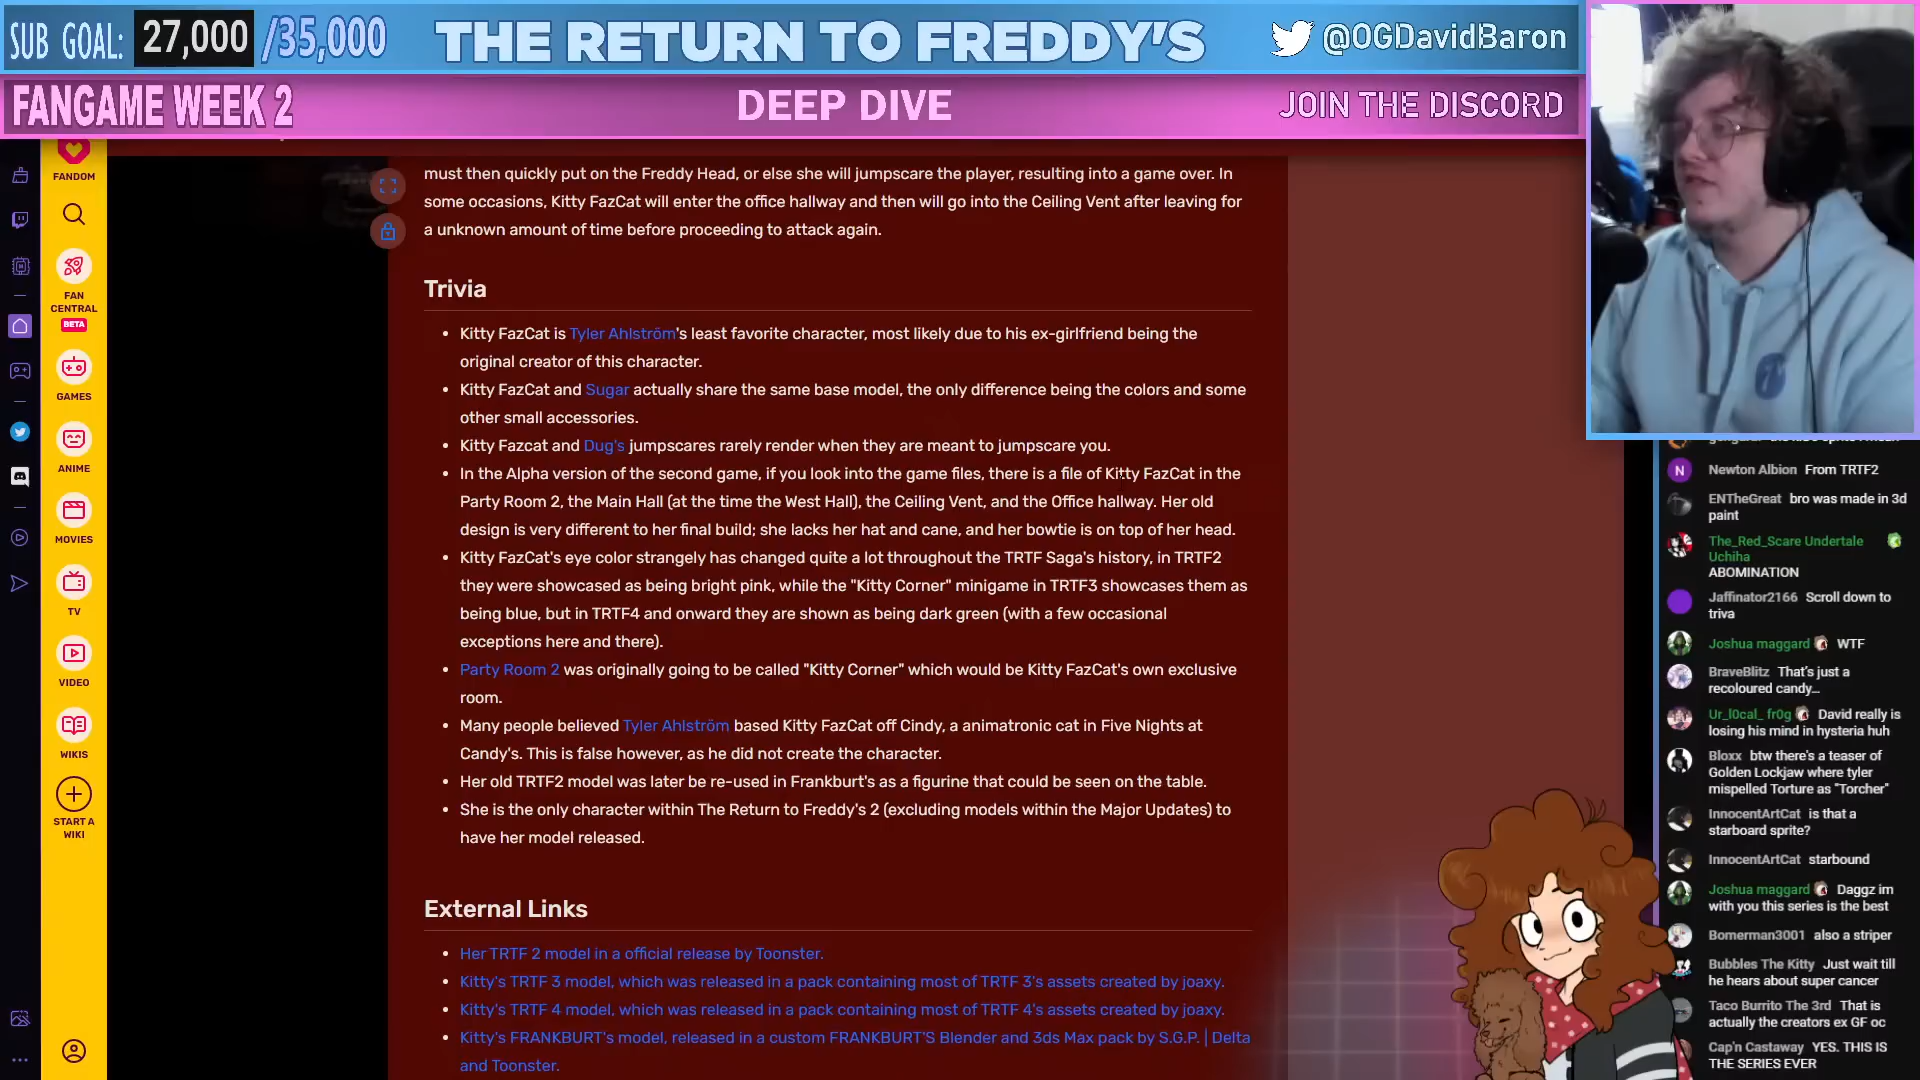 SUB GOAL: 27,000 /35,000
THE RETURN TO FREDDY'S
@OGDavidBaron
FANGAME WEEK 2
DEEP DIVE
JOIN THE DISCORD
FANDOM
FAN
CENTRAL
BETA
GAMES
ANIME
MOVIES
TV
VIDEO
WIKIS
START A
WIKI
must then quickly put on the Freddy Head, or else she will jumpscare the player, resulting into a game over. In
some occasions, Kitty FazCat will enter the office hallway and then will go into the Ceiling Vent after leaving for
a unknown amount of time before proceeding to attack again.
Trivia
Kitty FazCat is Tyler Ahlström's least favorite character, most likely due to his ex-girlfriend being the
original creator of this character.
Kitty FazCat and Sugar actually share the same base model, the only difference being the colors and some
other small accessories.
Kitty Fazcat and Dug's jumpscares rarely render when they are meant to jumpscare you.
In the Alpha version of the second game, if you look into the game files, there is a file of Kitty FazCat in the
Party Room 2, the Main Hall (at the time the West Hall), the Ceiling Vent, and the Office hallway. Her old
design is very different to her final build; she lacks her hat and cane, and her bowtie is on top of her head.
Kitty FazCat's eye color strangely has changed quite a lot throughout the TRTF Saga's history, in TRTF2
they were showcased as being bright pink, while the "Kitty Corner" minigame in TRTF3 showcases them as
being blue, but in TRTF4 and onward they are shown as being dark green (with a few occasional
exceptions here and there).
Party Room 2 was originally going to be called "Kitty Corner" which would be Kitty FazCat's own exclusive
room.
Many people believed Tyler Ahlström based Kitty FazCat off Cindy, a animatronic cat in Five Nights at
Candy's. This is false however, as he did not create the character.
Her old TRTF2 model was later be re-used in Frankburt's as a figurine that could be seen on the table.
She is the only character within The Return to Freddy's 2 (excluding models within the Major Updates) to
have her model released.
External Links
Her TRTF 2 model in a official release by Toonster.
Kitty's TRTF 3 model, which was released in a pack containing most of TRTF 3's assets created by joaxy.
Kitty's TRTF 4 model, which was released in a pack containing most of TRTF 4's assets created by joaxy.
Kitty's FRANKBURT's model, released in a custom FRANKBURT'S Blender and 3ds Max pack by S.G.P. | Delta
and Toonster.
Newton Albion From TRTF2
ENTheGreat bro was made in 3d
paint
The_Red_Scare Undertale
Uchiha
ABOMINATION
Jaffinator2166 Scroll down to
triva
Joshua maggard WTF
BraveBlitz That's just a
recoloured candy...
Ur_l0cal_ fr0g David really is
losing his mind in hysteria huh
Bloxx btw there's a teaser of
Golden Lockjaw where tyler
mispelled Torture as "Torcher"
InnocentArtCat is that a
starboard sprite?
InnocentArtCat starbound
Joshua maggard Daggz im
with you this series is the best
Bomerman3001 also a striper
Bubbles The Kitty Just wait till
he hears about super cancer
Taco Burrito The 3rd That is
actually the creators ex GF oc
Cap'n Castaway YES. THIS IS
THE SERIES EVER